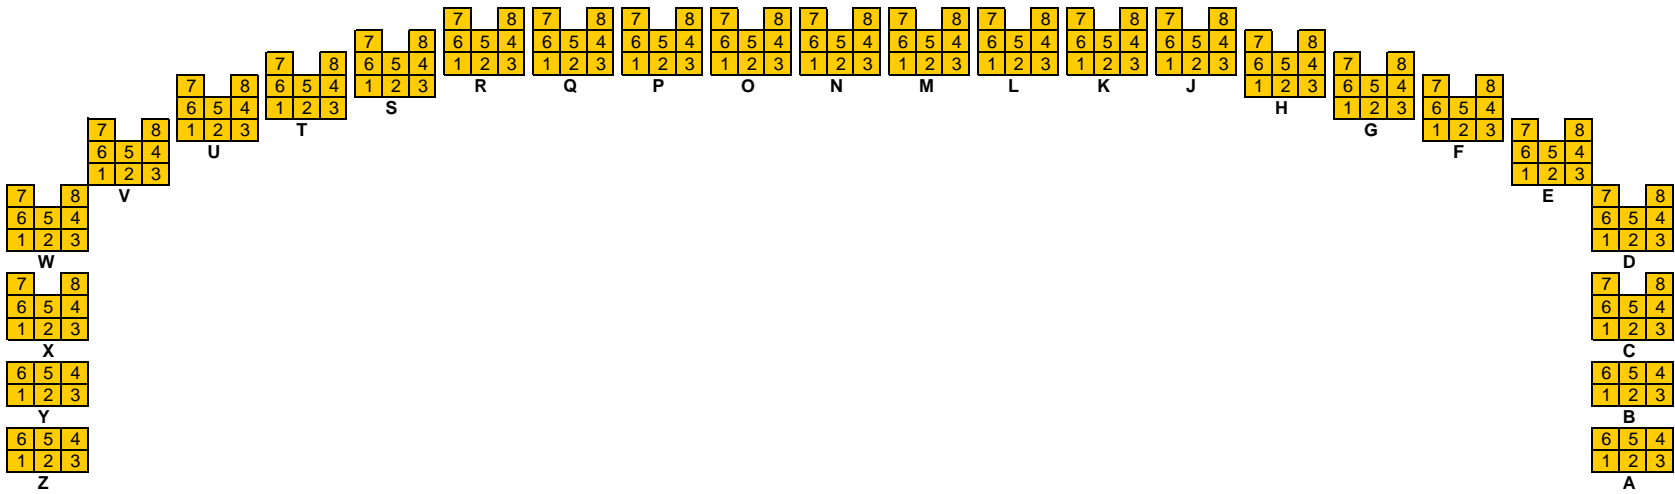 7 8 7 8 7 8 7 8 7 8 7 8 7 8 7 8 7 8
7 8 6 5 4 6 5 4 6 5 4 6 5 4 6 5 4 6 5 4 6 5 4 6 5 4 6 5 4 7 8
7 8 6 5 4 1 2 3 1 2 3 1 2 3 1 2 3 1 2 3 1 2 3 1 2 3 1 2 3 1 2 3 6 5 4 7 8
7 8 6 5 4 1 2 3 R Q P O N M L K J 1 2 3 6 5 4 7 8
6 5 4 1 2 3 S H 1 2 3 6 5 4
7 8 1 2 3 T G 1 2 3 7 8
6 5 4 U F 6 5 4
1 2 3 1 2 3
7 8 V E 7 8
6 5 4 6 5 4
1 2 3 1 2 3
W D
7 8 7 8
6 5 4 6 5 4
1 2 3 1 2 3
X C
6 5 4 6 5 4
1 2 3 1 2 3
Y B
6 5 4 6 5 4
1 2 3 1 2 3
Z A